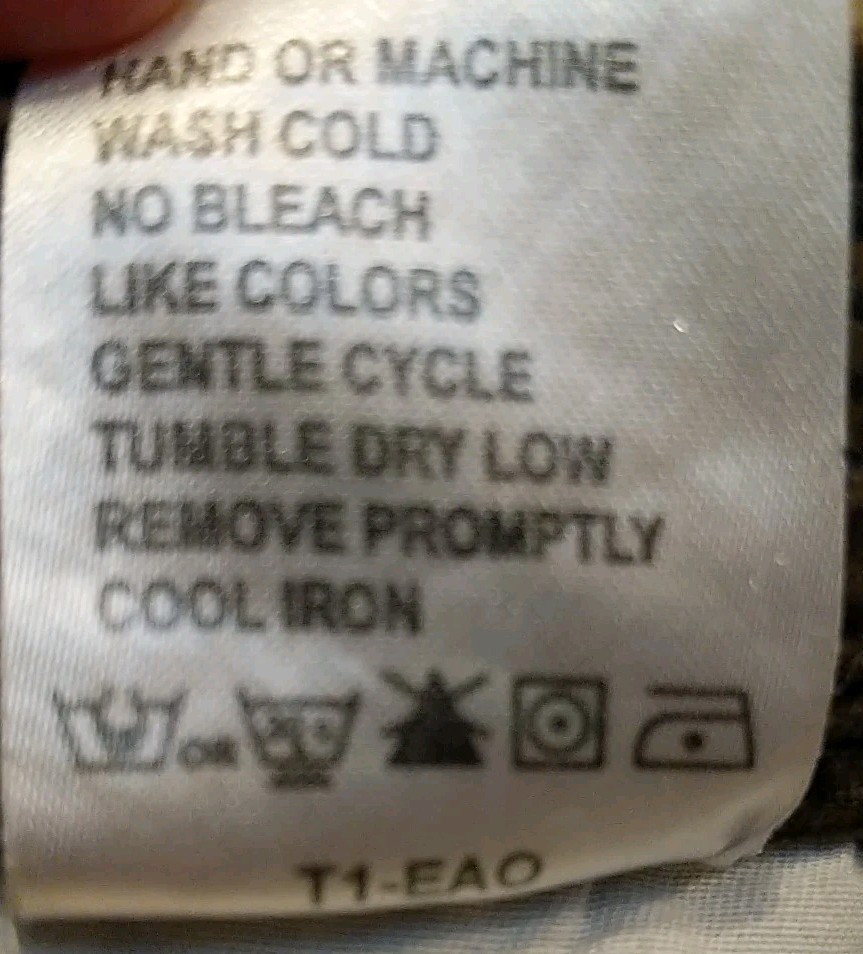 HAND OR MACHINE
WASH COLD
NO BLEACH
LIKE COLORS
GENTLE CYCLE
TUMBLE DRY LOW
REMOVE PROMPTLY
COOL IRON
OR
T1-EAO